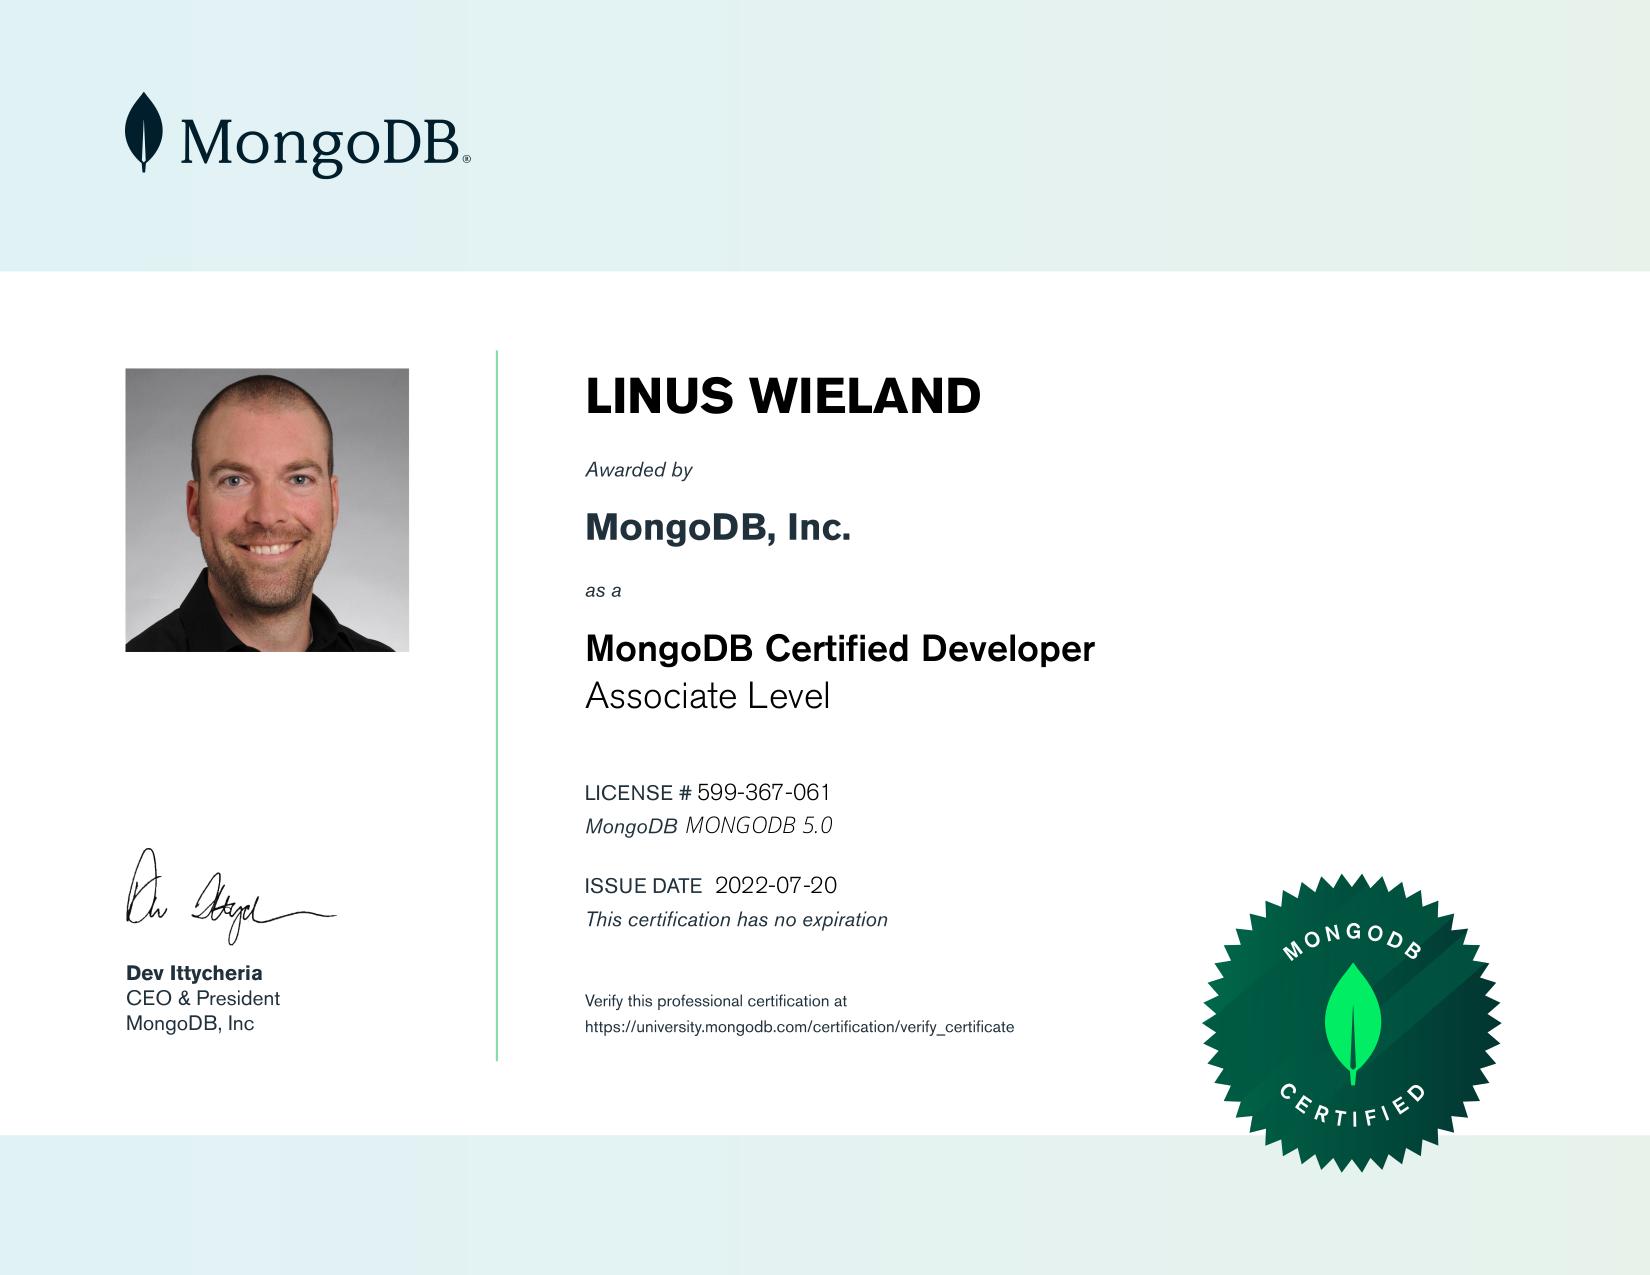 MongoDB®
LINUS WIELAND
Awarded by
MongoDB, Inc.
as a
MongoDB Certified Developer
Associate Level
LICENSE # 599-367-061
MongoDB MONGODB 5.0
ISSUE DATE 2022-07-20
This certification has no expiration
Verify this professional certification at
https://university.mongodb.com/certification/verify_certificate
Dev Ittycheria
CEO & President
MongoDB, Inc
MONGODB
CERTIFIED